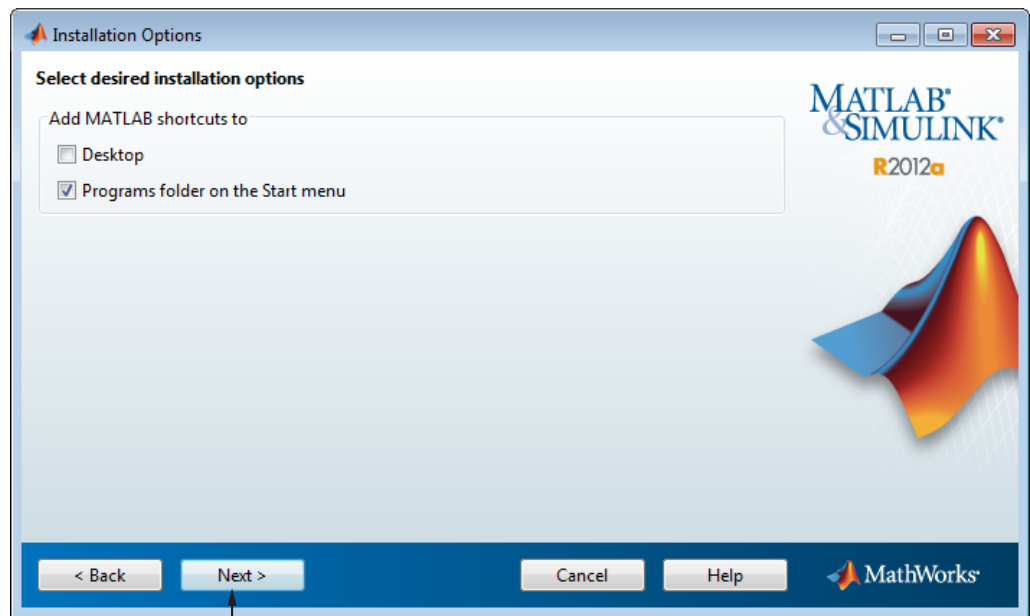 Installation Options
Select desired installation options
MATLAB®
&SIMULINK®
R2012a
Add MATLAB shortcuts to
Desktop
Programs folder on the Start menu
< Back
Next >
Cancel
Help
MathWorks®